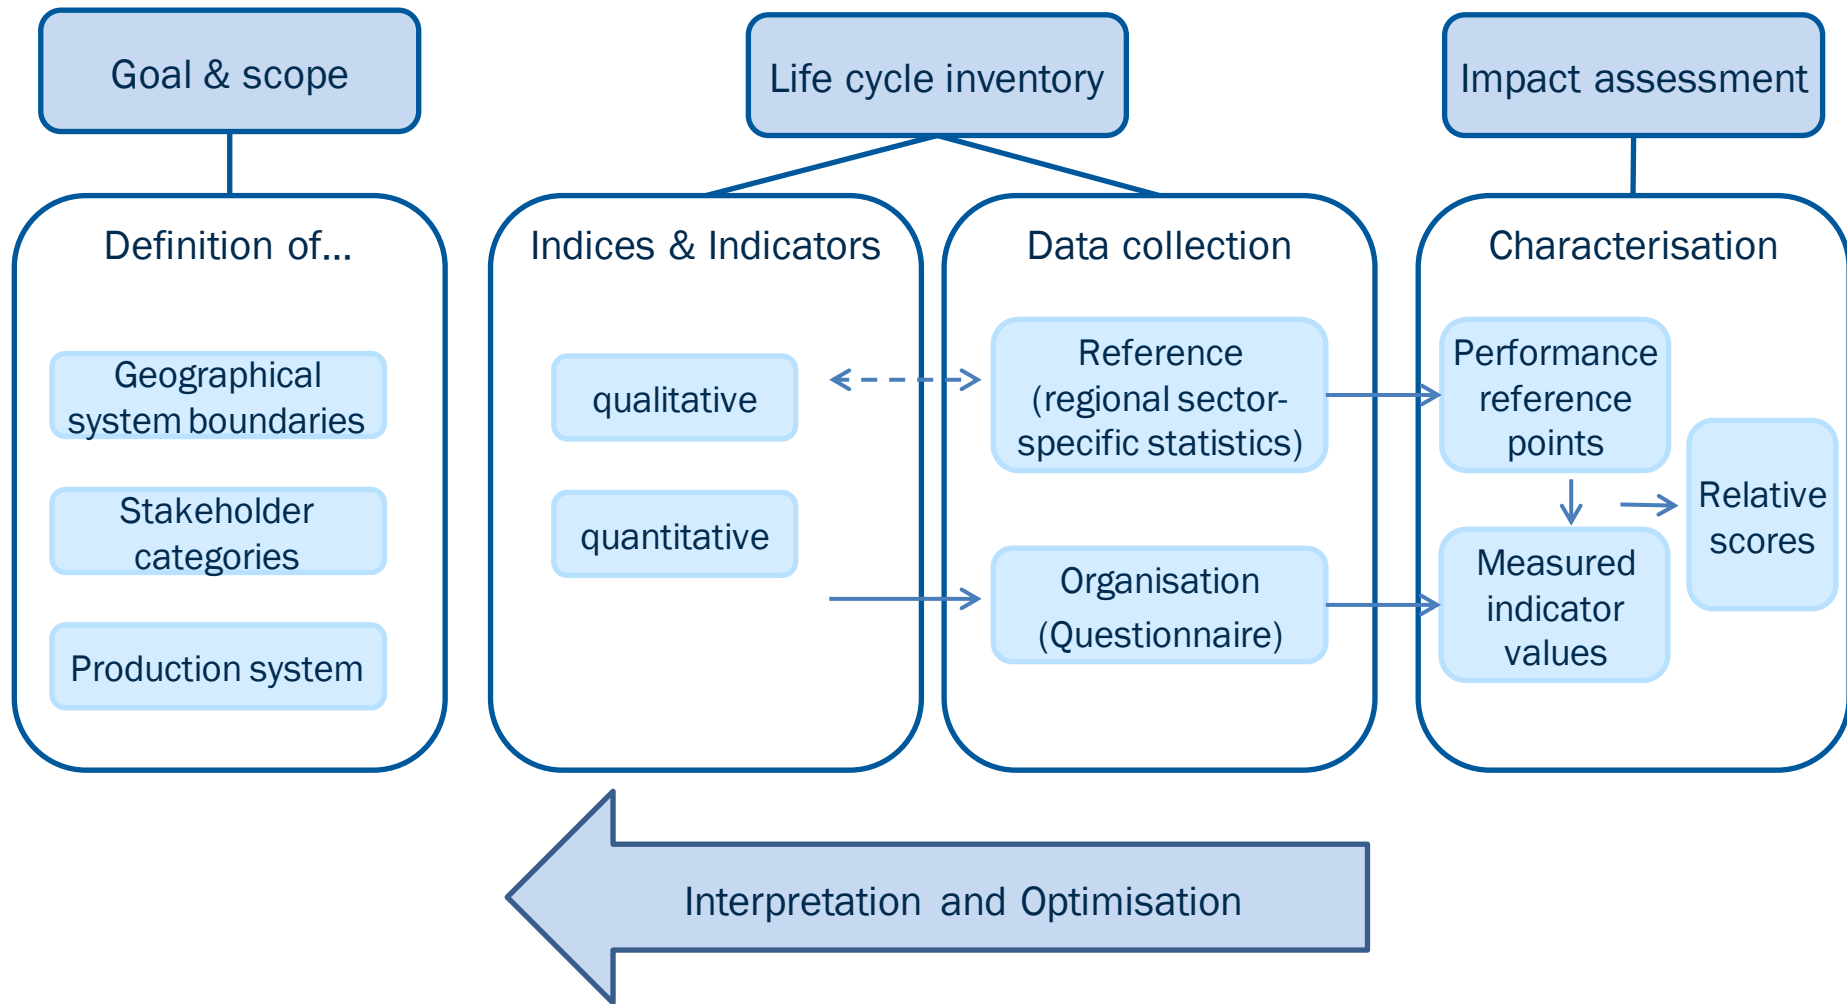 Goal & scope
Life cycle inventory
Impact assessment
Definition of...
Geographical
system boundaries
Stakeholder
categories
Production system
Indices & Indicators
qualitative
quantitative
Data collection
Reference
(regional sector-
specific statistics)
Organisation
(Questionnaire)
Characterisation
Performance
reference
points
Measured
indicator
values
Relative
scores
Interpretation and Optimisation